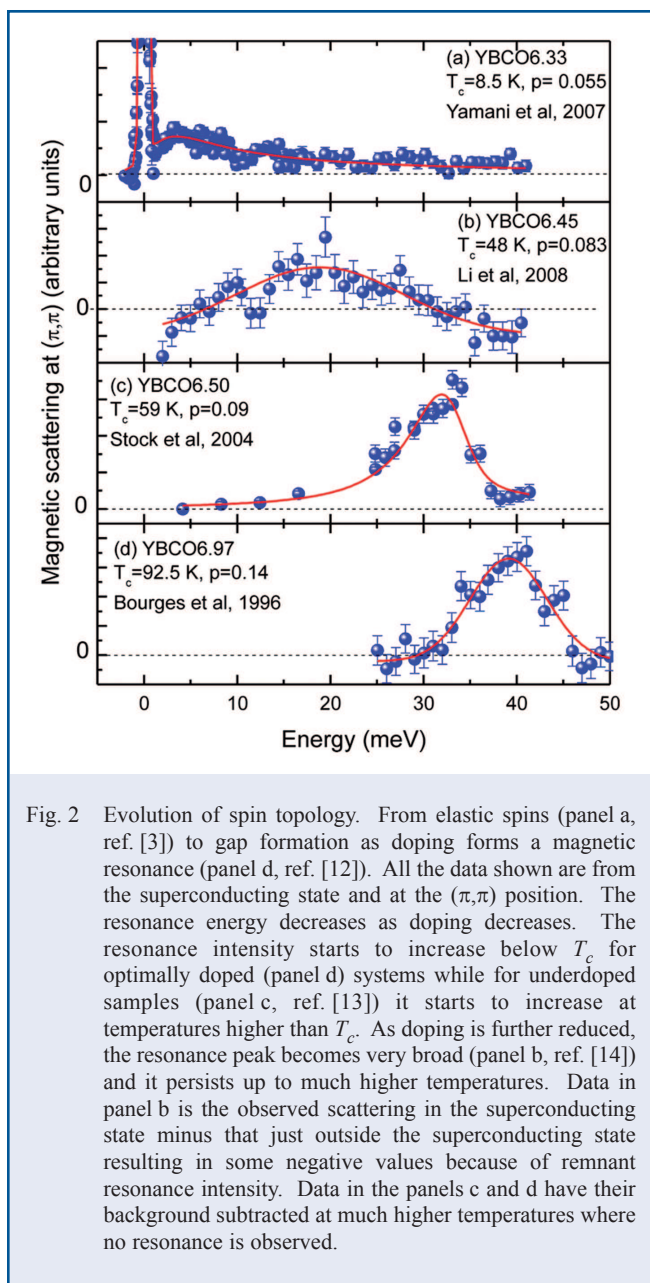 Magnetic scattering at (π,π) (arbitrary units)
(a) YBCO6.33
T_c=8.5 K, p= 0.055
Yamani et al, 2007
0
(b) YBCO6.45
T_c=48 K, p=0.083
Li et al, 2008
0
(c) YBCO6.50
T_c=59 K, p=0.09
Stock et al, 2004
0
(d) YBCO6.97
T_c=92.5 K, p=0.14
Bourges et al, 1996
0
0 10 20 30 40 50
Energy (meV)
Fig. 2 Evolution of spin topology. From elastic spins (panel a,
ref. [3]) to gap formation as doping forms a magnetic
resonance (panel d, ref. [12]). All the data shown are from
the superconducting state and at the (π,π) position. The
resonance energy decreases as doping decreases. The
resonance intensity starts to increase below T_c for
optimally doped (panel d) systems while for underdoped
samples (panel c, ref. [13]) it starts to increase at
temperatures higher than T_c. As doping is further reduced,
the resonance peak becomes very broad (panel b, ref. [14])
and it persists up to much higher temperatures. Data in
panel b is the observed scattering in the superconducting
state minus that just outside the superconducting state
resulting in some negative values because of remnant
resonance intensity. Data in the panels c and d have their
background subtracted at much higher temperatures where
no resonance is observed.